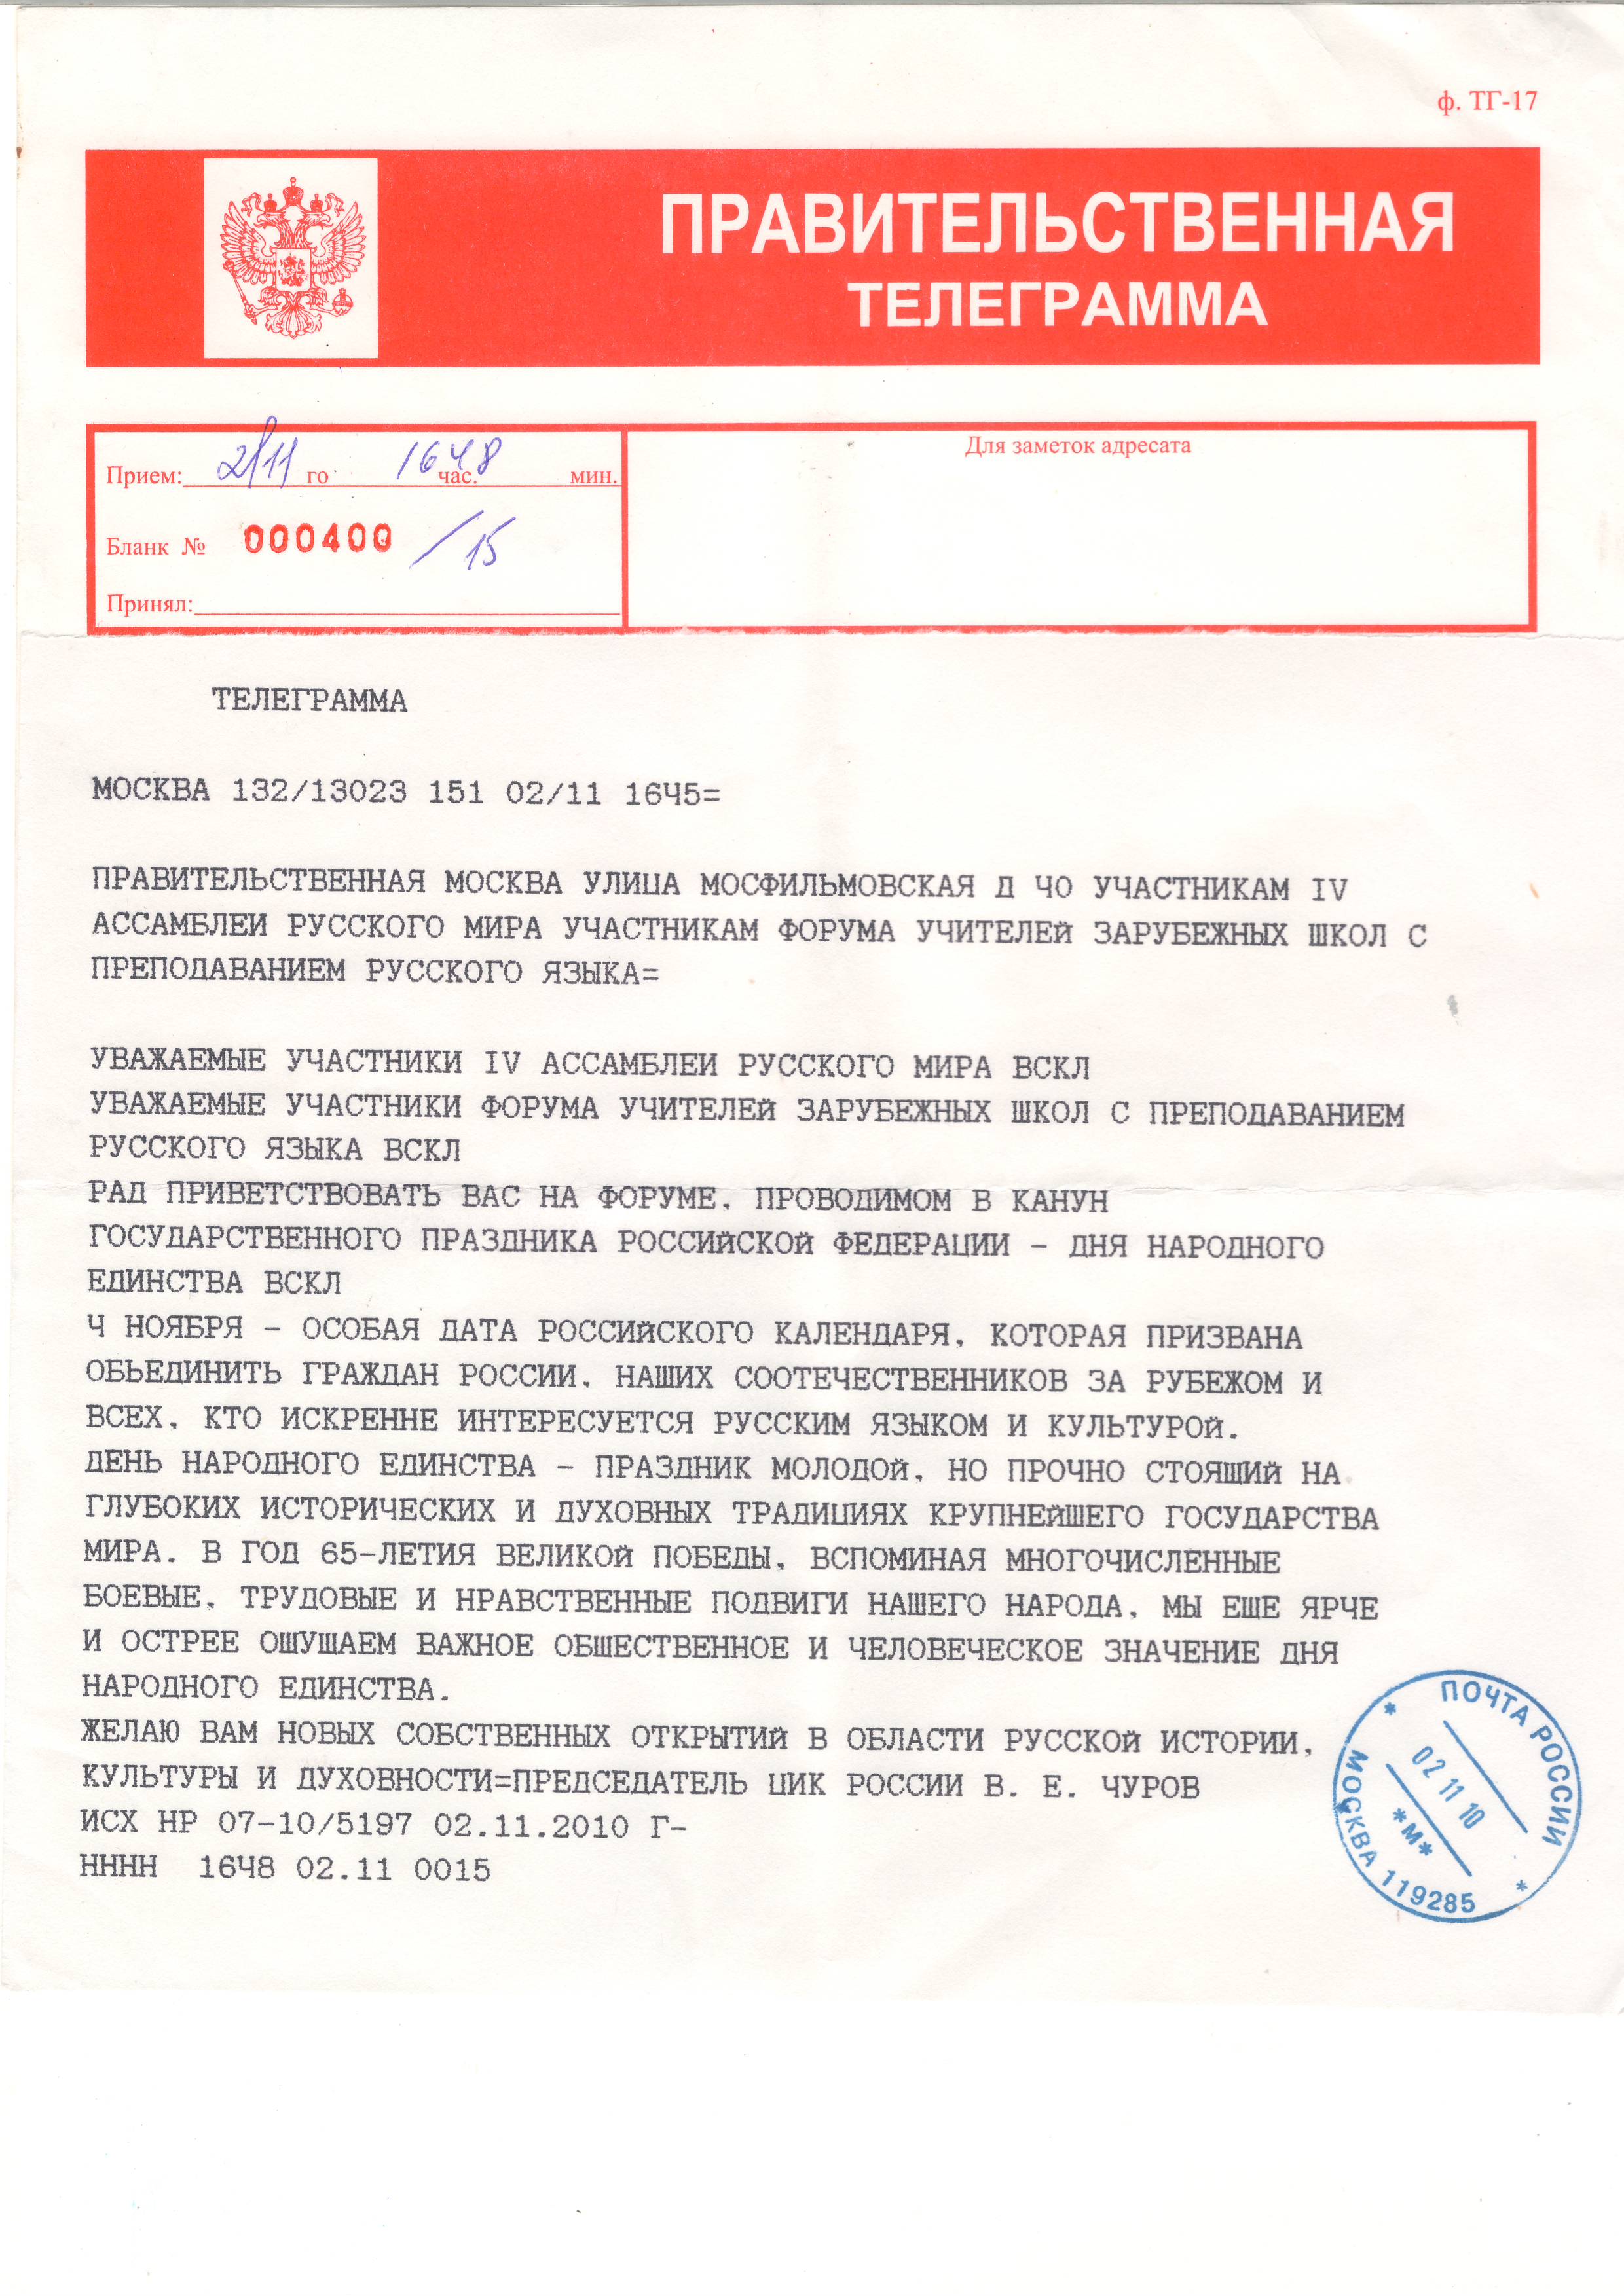 ф. ТГ-17
ПРАВИТЕЛЬСТВЕННАЯ
ТЕЛЕГРАММА
Для заметок адресата
Прием: 2/11 го 1648 час. мин.
Бланк № 000400 /15
Принял:
ТЕЛЕГРАММА
МОСКВА 132/13023 151 02/11 16Ч5=
ПРАВИТЕЛЬСТВЕННАЯ МОСКВА УЛИЦА МОСФИЛЬМОВСКАЯ Д Ч0 УЧАСТНИКАМ IV
АССАМБЛЕИ РУССКОГО МИРА УЧАСТНИКАМ ФОРУМА УЧИТЕЛЕЙ ЗАРУБЕЖНЫХ ШКОЛ С
ПРЕПОДАВАНИЕМ РУССКОГО ЯЗЫКА=
УВАЖАЕМЫЕ УЧАСТНИКИ IV АССАМБЛЕИ РУССКОГО МИРА ВСКЛ
УВАЖАЕМЫЕ УЧАСТНИКИ ФОРУМА УЧИТЕЛЕЙ ЗАРУБЕЖНЫХ ШКОЛ С ПРЕПОДАВАНИЕМ
РУССКОГО ЯЗЫКА ВСКЛ
РАД ПРИВЕТСТВОВАТЬ ВАС НА ФОРУМЕ, ПРОВОДИМОМ В КАНУН
ГОСУДАРСТВЕННОГО ПРАЗДНИКА РОССИЙСКОЙ ФЕДЕРАЦИИ - ДНЯ НАРОДНОГО
ЕДИНСТВА ВСКЛ
Ч НОЯБРЯ - ОСОБАЯ ДАТА РОССИЙСКОГО КАЛЕНДАРЯ, КОТОРАЯ ПРИЗВАНА
ОБЬЕДИНИТЬ ГРАЖДАН РОССИИ, НАШИХ СООТЕЧЕСТВЕННИКОВ ЗА РУБЕЖОМ И
ВСЕХ, КТО ИСКРЕННЕ ИНТЕРЕСУЕТСЯ РУССКИМ ЯЗЫКОМ И КУЛЬТУРОЙ.
ДЕНЬ НАРОДНОГО ЕДИНСТВА - ПРАЗДНИК МОЛОДОЙ, НО ПРОЧНО СТОЯШИЙ НА
ГЛУБОКИХ ИСТОРИЧЕСКИХ И ДУХОВНЫХ ТРАДИЦИЯХ КРУПНЕЙШЕГО ГОСУДАРСТВА
МИРА. В ГОД 65-ЛЕТИЯ ВЕЛИКОЙ ПОБЕДЫ, ВСПОМИНАЯ МНОГОЧИСЛЕННЫЕ
БОЕВЫЕ, ТРУДОВЫЕ И НРАВСТВЕННЫЕ ПОДВИГИ НАШЕГО НАРОДА, МЫ ЕШЕ ЯРЧЕ
И ОСТРЕЕ ОШУШАЕМ ВАЖНОЕ ОБШЕСТВЕННОЕ И ЧЕЛОВЕЧЕСКОЕ ЗНАЧЕНИЕ ДНЯ
НАРОДНОГО ЕДИНСТВА.
ЖЕЛАЮ ВАМ НОВЫХ СОБСТВЕННЫХ ОТКРЫТИЙ В ОБЛАСТИ РУССКОЙ ИСТОРИИ,
КУЛЬТУРЫ И ДУХОВНОСТИ=ПРЕДСЕДАТЕЛЬ ЦИК РОССИИ В. Е. ЧУРОВ
ИСХ НР 07-10/5197 02.11.2010 Г-
НННН 16Ч8 02.11 0015
* ПОЧТА РОССИИ *
02 11 10
*М*
МОСКВА 119285